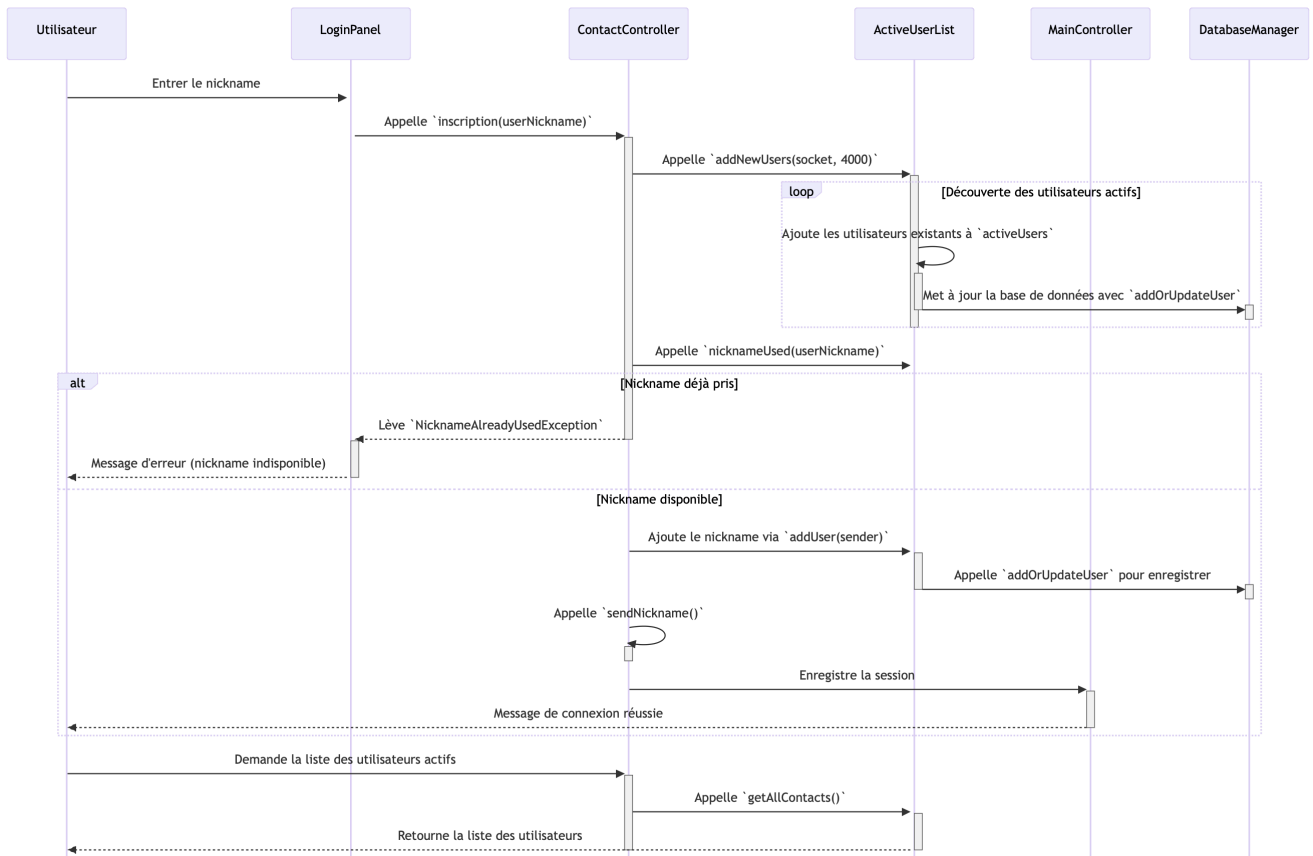 Utilisateur
LoginPanel
ContactController
ActiveUserList
MainController
DatabaseManager
Entrer le nickname
Appelle `inscription(userNickname)`
Appelle `addNewUsers(socket, 4000)`
loop
[Découverte des utilisateurs actifs]
Ajoute les utilisateurs existants à `activeUsers`
Met à jour la base de données avec `addOrUpdateUser`
Appelle `nicknameUsed(userNickname)`
alt
[Nickname déjà pris]
Lève `NicknameAlreadyUsedException`
Message d'erreur (nickname indisponible)
[Nickname disponible]
Ajoute le nickname via `addUser(sender)`
Appelle `addOrUpdateUser` pour enregistrer
Appelle `sendNickname()`
Enregistre la session
Message de connexion réussie
Demande la liste des utilisateurs actifs
Appelle `getAllContacts()`
Retourne la liste des utilisateurs